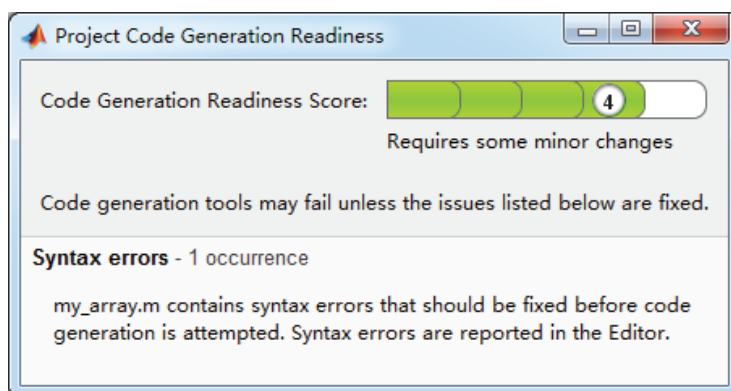 Project Code Generation Readiness
Code Generation Readiness Score:
4
Requires some minor changes
Code generation tools may fail unless the issues listed below are fixed.
Syntax errors - 1 occurrence
my_array.m contains syntax errors that should be fixed before code
generation is attempted. Syntax errors are reported in the Editor.